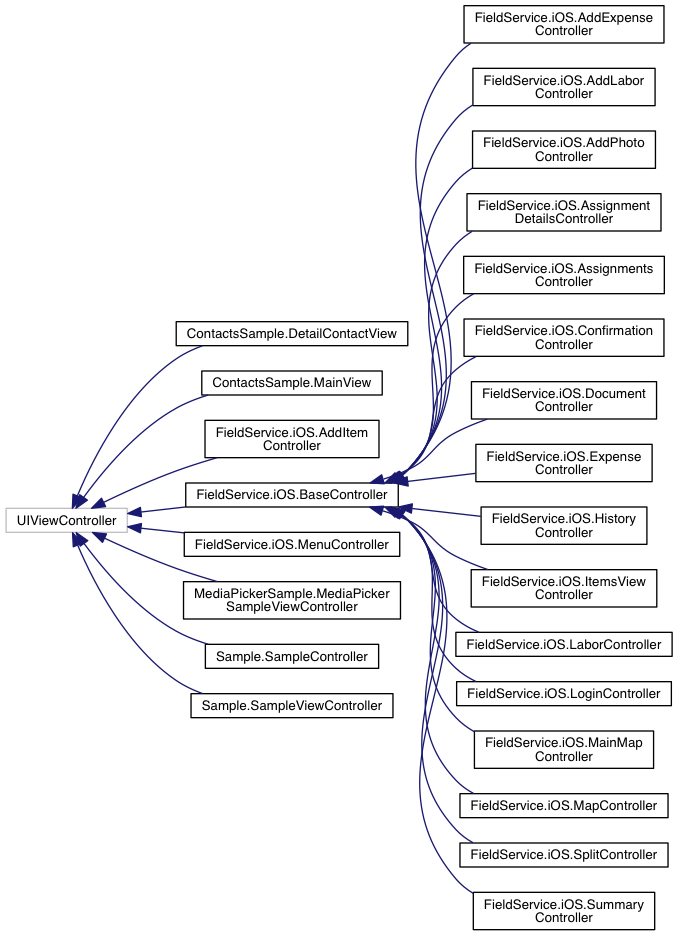 UIViewController
ContactsSample.DetailContactView
ContactsSample.MainView
FieldService.iOS.AddItem
Controller
FieldService.iOS.BaseController
FieldService.iOS.MenuController
MediaPickerSample.MediaPicker
SampleViewController
Sample.SampleController
Sample.SampleViewController
FieldService.iOS.AddExpense
Controller
FieldService.iOS.AddLabor
Controller
FieldService.iOS.AddPhoto
Controller
FieldService.iOS.Assignment
DetailsController
FieldService.iOS.Assignments
Controller
FieldService.iOS.Confirmation
Controller
FieldService.iOS.Document
Controller
FieldService.iOS.Expense
Controller
FieldService.iOS.History
Controller
FieldService.iOS.ItemsView
Controller
FieldService.iOS.LaborController
FieldService.iOS.LoginController
FieldService.iOS.MainMap
Controller
FieldService.iOS.MapController
FieldService.iOS.SplitController
FieldService.iOS.Summary
Controller